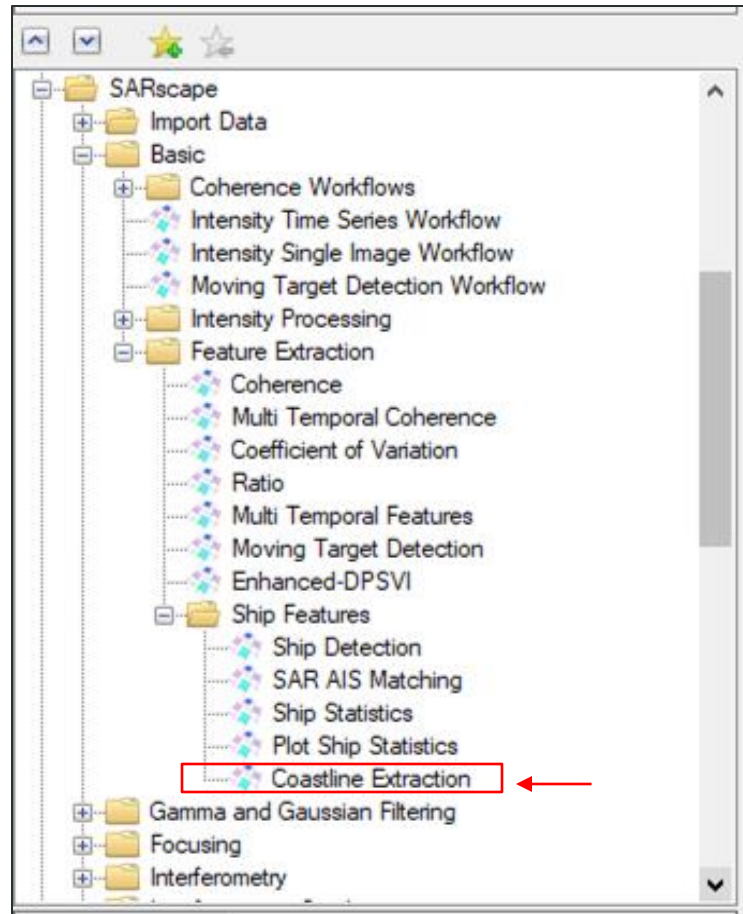 SARscape
Import Data
Basic
Coherence Workflows
Intensity Time Series Workflow
Intensity Single Image Workflow
Moving Target Detection Workflow
Intensity Processing
Feature Extraction
Coherence
Multi Temporal Coherence
Coefficient of Variation
Ratio
Multi Temporal Features
Moving Target Detection
Enhanced-DPSVI
Ship Features
Ship Detection
SAR AIS Matching
Ship Statistics
Plot Ship Statistics
Coastline Extraction
Gamma and Gaussian Filtering
Focusing
Interferometry